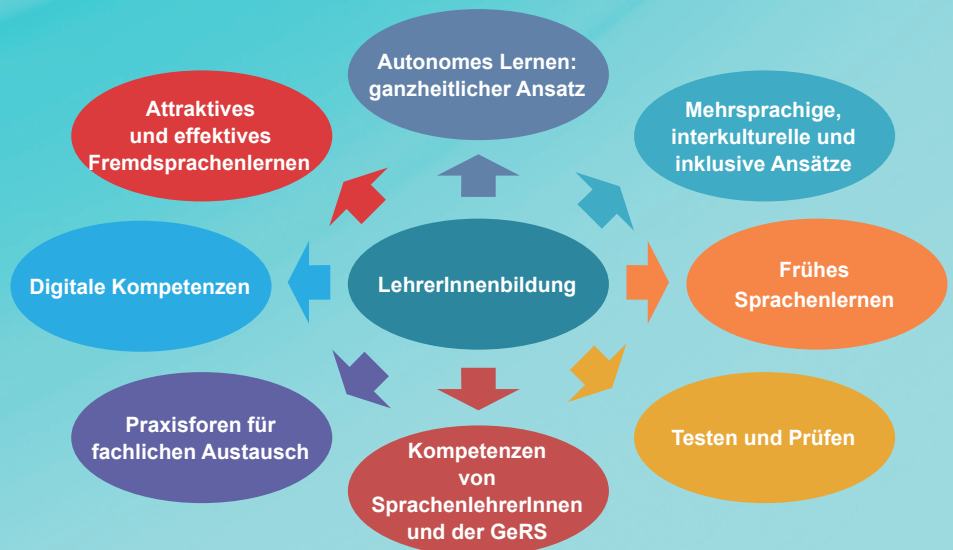 Autonomes Lernen:
ganzheitlicher Ansatz
Attraktives
und effektives
Fremdsprachenlernen
Mehrsprachige,
interkulturelle und
inklusive Ansätze
Digitale Kompetenzen
LehrerInnenbildung
Frühes
Sprachenlernen
Praxisforen für
fachlichen Austausch
Kompetenzen
von
SprachenlehrerInnen
und der GeRS
Testen und Prüfen